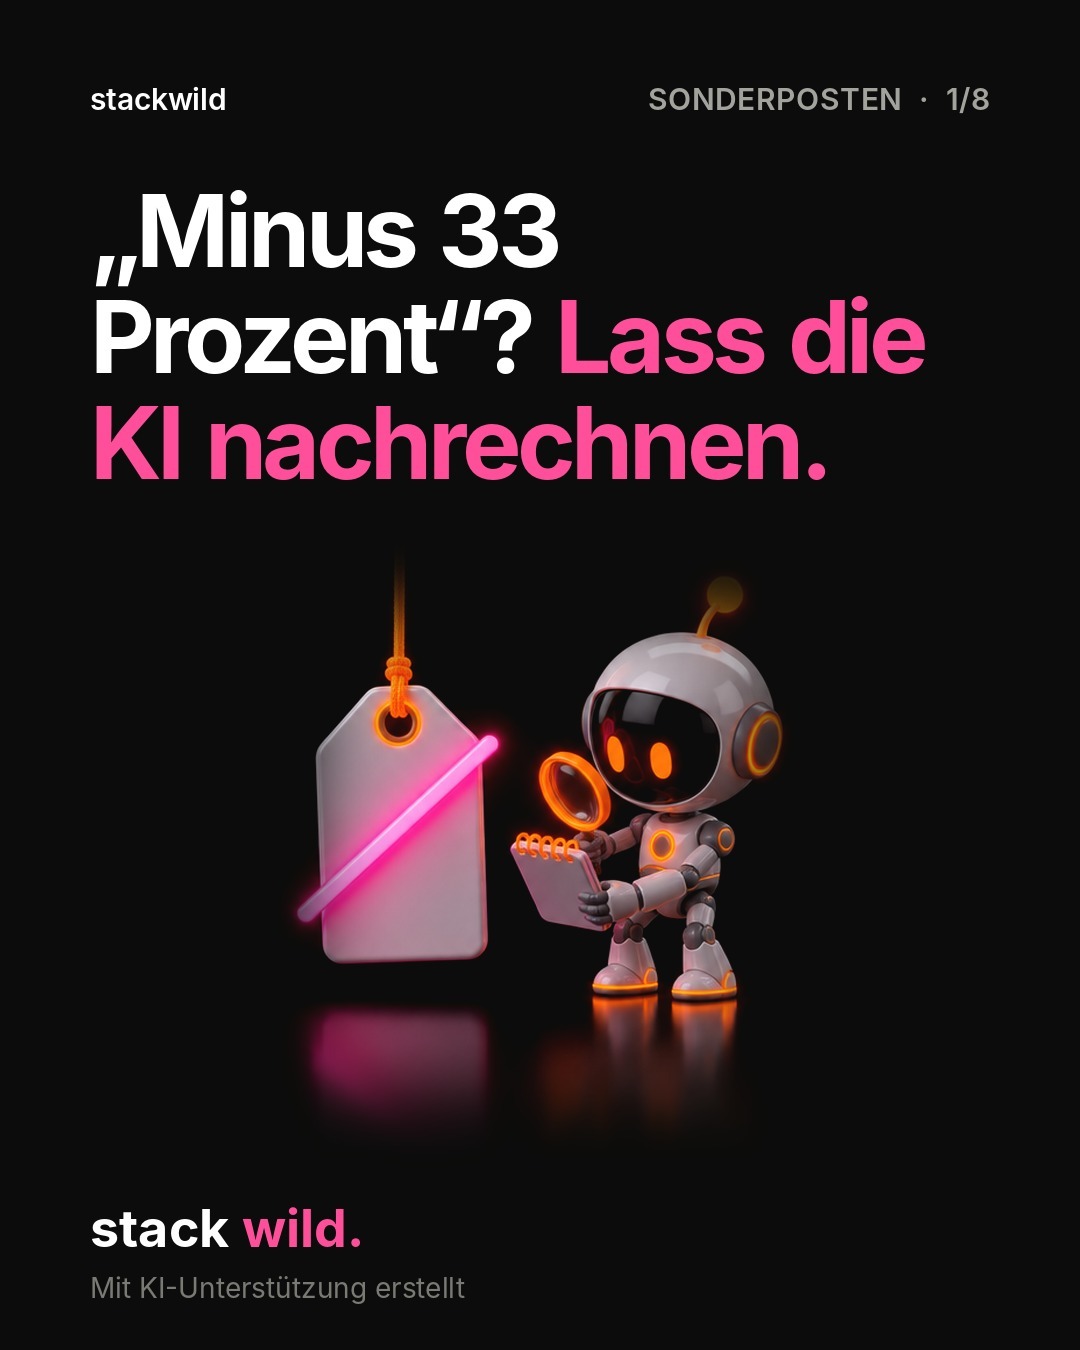 stackwild
SONDERPOSTEN · 1/8
„Minus 33
Prozent“? Lass die
KI nachrechnen.
stack wild.
Mit KI-Unterstützung erstellt